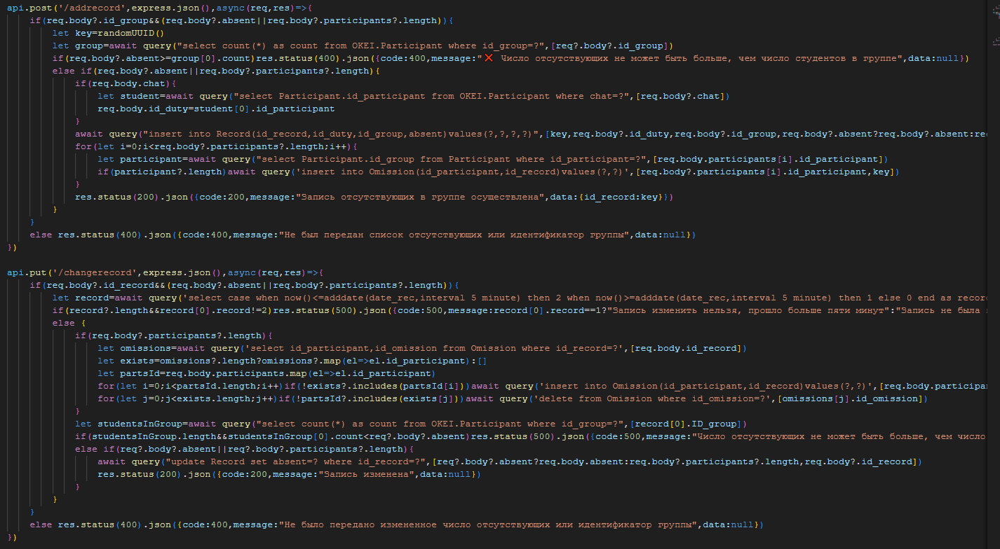 api.post('/addrecord',express.json(),async(req,res)=>{
if(req.body?.id_group&&(req.body?.absent||req.body?.participants?.length)){
let key=randomUUID()
let group=await query("select count(*) as count from OKEI.Participant where id_group=?",[req?.body?.id_group])
if(req.body?.absent>=group[0].count)res.status(400).json({code:400,message:"❌ Число отсутствующих не может быть больше, чем число студентов в группе",data:null})
else if(req.body?.absent||req.body?.participants?.length){
if(req.body.chat){
let student=await query("select Participant.id_participant from OKEI.Participant where chat=?",[req.body?.chat])
req.body.id_duty=student[0].id_participant
}
await query("insert into Record(id_record,id_duty,id_group,absent)values(?,?,?,?)",[key,req.body?.id_duty,req.body?.id_group,req.body?.absent?req.body?.absent:re
for(let i=0;i<req.body?.participants?.length;i++){
let participant=await query("select Participant.id_group from Participant where id_participant=?",[req.body.participants[i].id_participant])
if(participant?.length)await query('insert into Omission(id_participant,id_record)values(?,?)',[req.body?.participants[i].id_participant,key])
}
res.status(200).json({code:200,message:"Запись отсутствующих в группе осуществлена",data:{id_record:key}})
}
}
else res.status(400).json({code:400,message:"Не был передан список отсутствующих или идентификатор группы",data:null})
})
api.put('/changerecord',express.json(),async(req,res)=>{
if(req.body?.id_record&&(req.body?.absent||req.body?.participants?.length)){
let record=await query('select case when now()<=adddate(date_rec,interval 5 minute) then 2 when now()>=adddate(date_rec,interval 5 minute) then 1 else 0 end as recor
if(record?.length&&record[0].record!=2)res.status(500).json({code:500,message:record[0].record==1?"Запись изменить нельзя, прошло больше пяти минут":"Запись не была
else {
if(req.body?.participants?.length){
let omissions=await query('select id_participant,id_omission from Omission where id_record=?',[req.body.id_record])
let exists=omissions?.length?omissions?.map(el=>el.id_participant):[]
let partsId=req.body.participants.map(el=>el.id_participant)
for(let i=0;i<partsId.length;i++)if(!exists?.includes(partsId[i]))await query('insert into Omission(id_participant,id_record)values(?,?)',[req.body.participa
for(let j=0;j<exists.length;j++)if(!partsId?.includes(exists[j]))await query('delete from Omission where id_omission=?',[omissions[j].id_omission])
}
let studentsInGroup=await query("select count(*) as count from OKEI.Participant where id_group=?",[record[0].ID_group])
if(studentsInGroup.length&&studentsInGroup[0].count<req?.body?.absent)res.status(500).json({code:500,message:"Число отсутствующих не может быть больше, чем число
else if(req?.body?.absent||req?.body?.participants?.length){
await query("update Record set absent=? where id_record=?",[req?.body?.absent?req.body.absent:req.body?.participants?.length,req.body?.id_record])
res.status(200).json({code:200,message:"Запись изменена",data:null})
}
}
}
else res.status(400).json({code:400,message:"Не было передано измененное число отсутствующих или идентификатор группы",data:null})
})